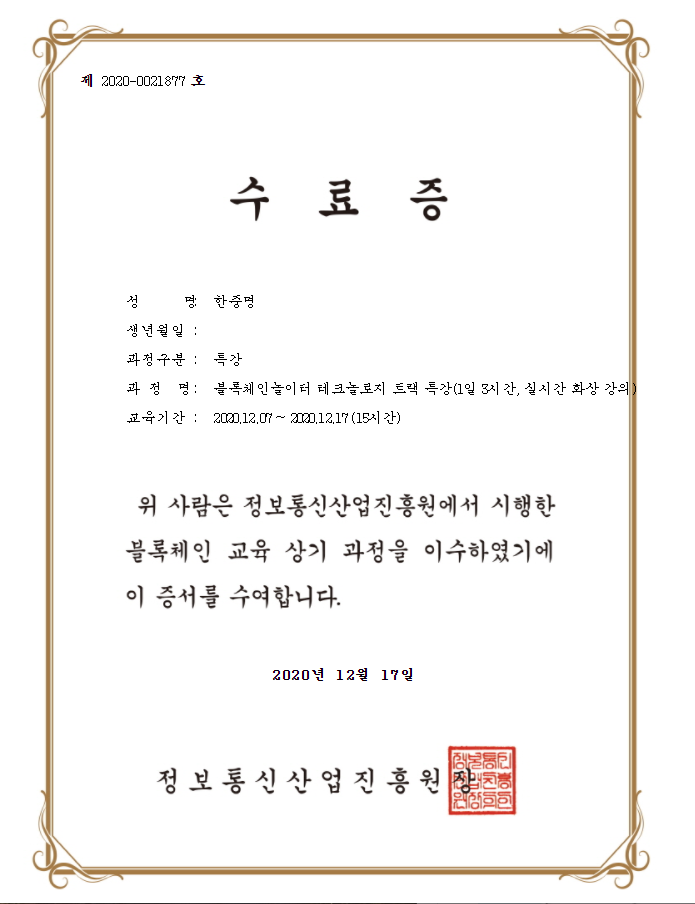 제 2020-0021877 호
수 료 증
성 명: 한중명
생년월일 :
과정구분 : 특강
과 정 명: 블록체인놀이터 테크놀로지 트랙 특강(1일 3시간, 실시간 화상 강의)
교육기간 : 2020.12.07 ~ 2020.12.17 (15시간)
위 사람은 정보통신산업진흥원에서 시행한
블록체인 교육 상기 과정을 이수하였기에
이 증서를 수여합니다.
2020년 12월 17일
정보통신산업진흥원장